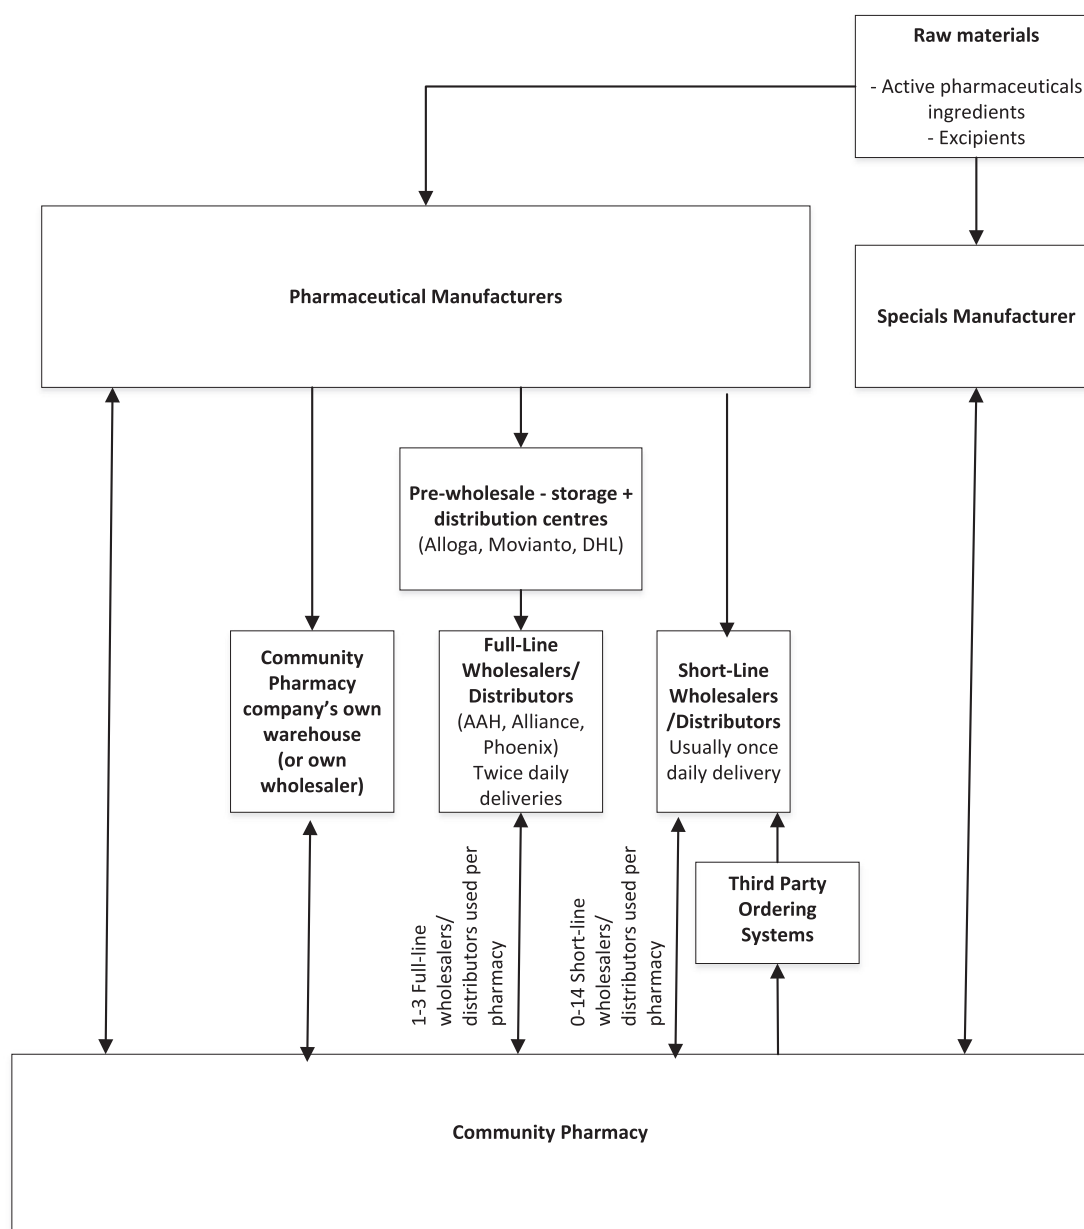 Raw materials
- Active pharmaceuticals
ingredients
- Excipients
Pharmaceutical Manufacturers
Specials Manufacturer
Pre-wholesale - storage +
distribution centres
(Alloga, Movianto, DHL)
Community
Pharmacy
company’s own
warehouse
(or own
wholesaler)
Full-Line
Wholesalers/
Distributors
(AAH, Alliance,
Phoenix)
Twice daily
deliveries
Short-Line
Wholesalers
/Distributors
Usually once
daily delivery
1-3 Full-line
wholesalers/
distributors used per
pharmacy
0-14 Short-line
wholesalers/
distributors used per
pharmacy
Third Party
Ordering
Systems
Community Pharmacy